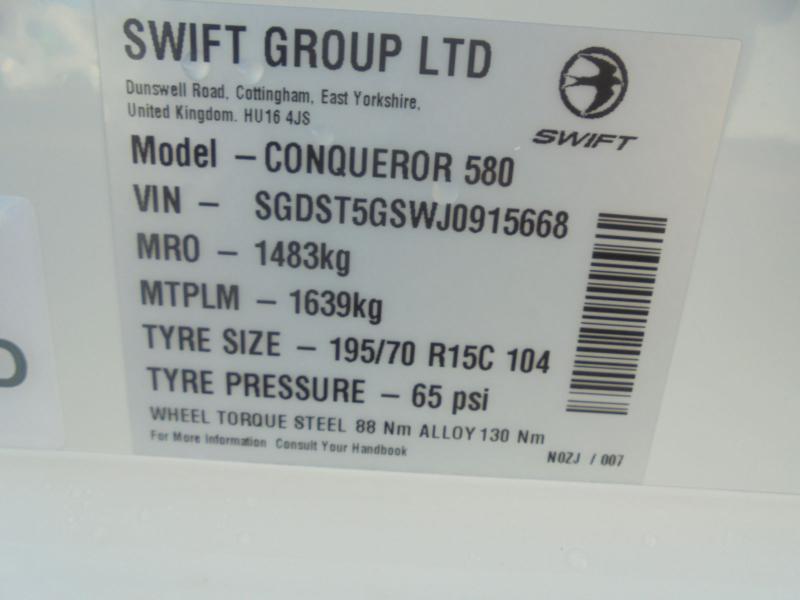 SWIFT GROUP LTD
Dunswell Road, Cottingham, East Yorkshire,
United Kingdom. HU16 4JS
SWIFT
Model – CONQUEROR 580
VIN – SGDST5GSWJ0915668
MRO – 1483kg
MTPLM – 1639kg
TYRE SIZE – 195/70 R15C 104
TYRE PRESSURE – 65 psi
WHEEL TORQUE STEEL 88 Nm ALLOY 130 Nm
For More Information Consult Your Handbook
N0ZJ / 007
D